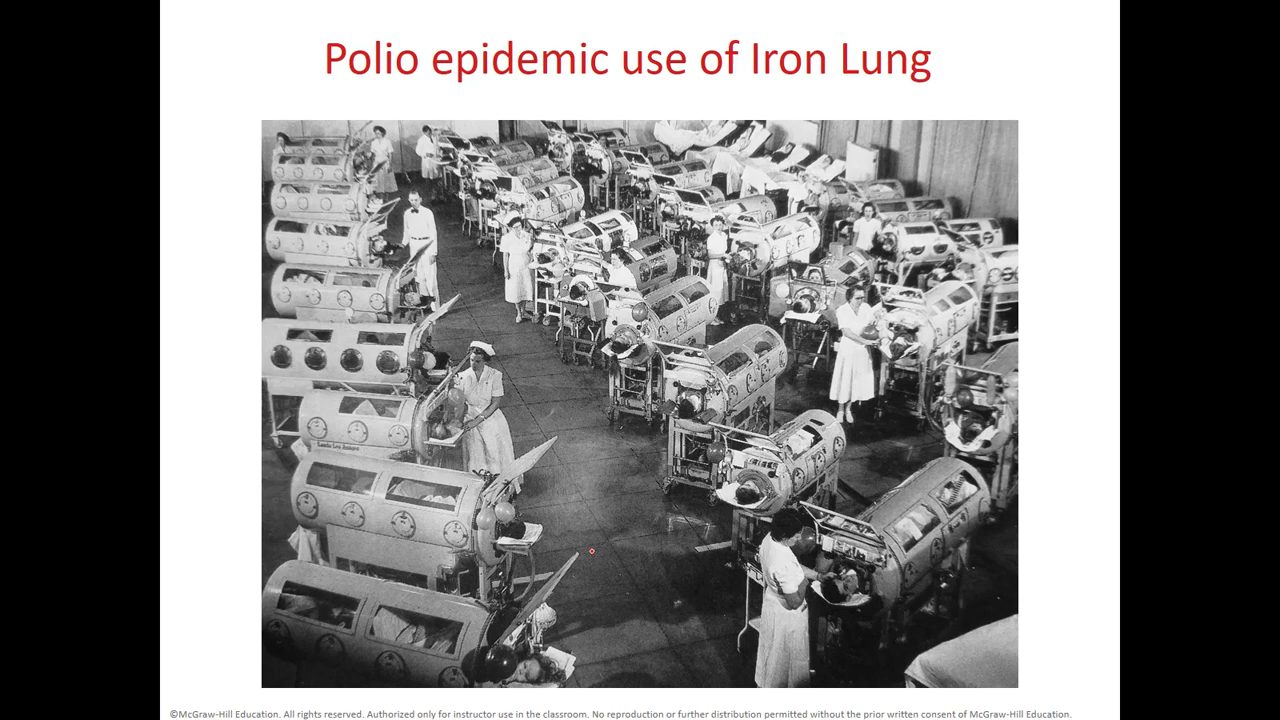 Polio epidemic use of Iron Lung
©McGraw-Hill Education. All rights reserved. Authorized only for instructor use in the classroom. No reproduction or further distribution permitted without the prior written consent of McGraw-Hill Education.